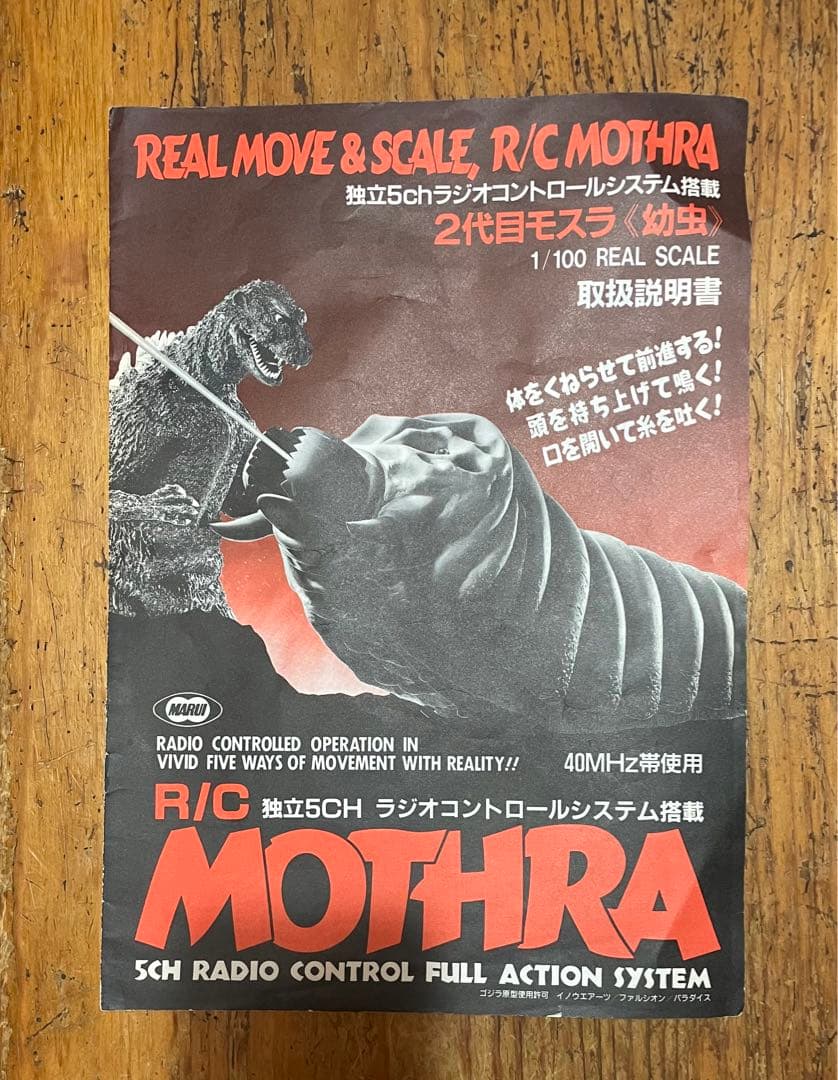 REAL MOVE & SCALE, R/C MOTHRA
独立5chラジオコントロールシステム搭載
2代目モスラ《幼虫》
1/100 REAL SCALE
取扱説明書
体をくねらせて前進する!
頭を持ち上げて鳴く!
口を開いて糸を吐く!
MARUI
RADIO CONTROLLED OPERATION IN
VIVID FIVE WAYS OF MOVEMENT WITH REALITY!!
40MHz帯使用
R/C 独立5CH ラジオコントロールシステム搭載
MOTHRA
5CH RADIO CONTROL FULL ACTION SYSTEM
ゴジラ原型使用許可 イノウエアーツ/ファルシオン/パラダイス